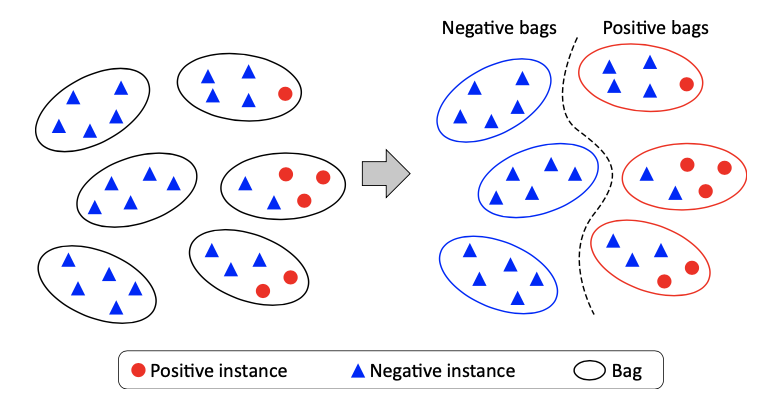 Negative bags
Positive bags
Positive instance
Negative instance
Bag